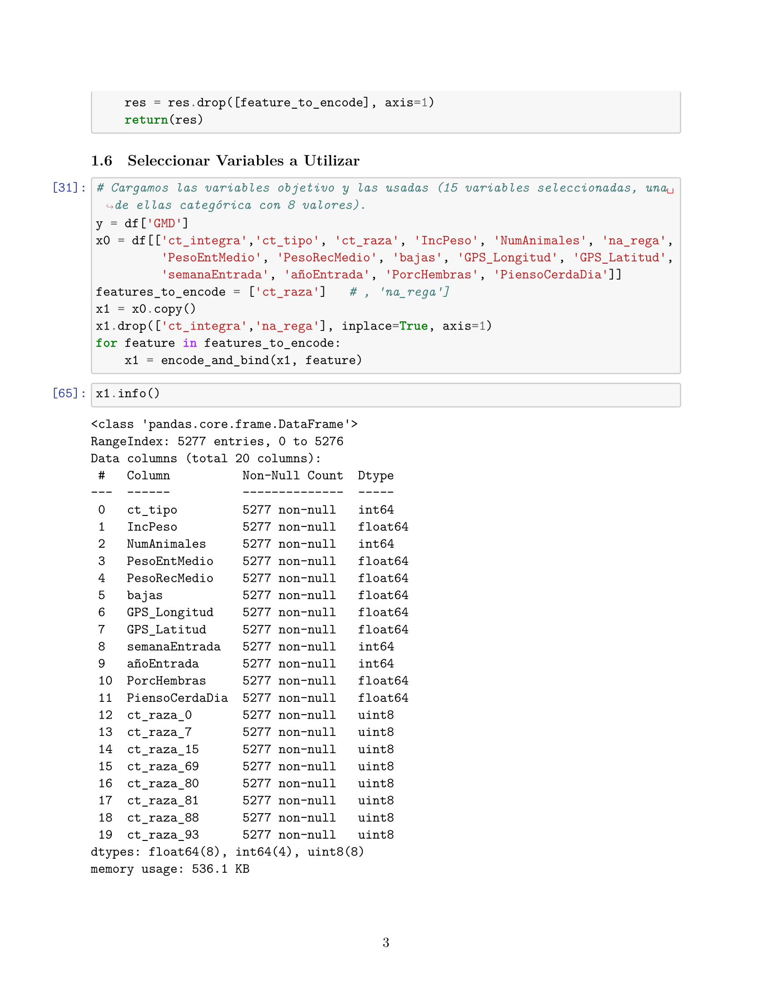 res = res.drop([feature_to_encode], axis=1)
    return(res)
1.6 Seleccionar Variables a Utilizar
[31]: # Cargamos las variables objetivo y las usadas (15 variables seleccionadas, una␣
↪de ellas categórica con 8 valores).
y = df['GMD']
x0 = df[['ct_integra','ct_tipo', 'ct_raza', 'IncPeso', 'NumAnimales', 'na_rega',
         'PesoEntMedio', 'PesoRecMedio', 'bajas', 'GPS_Longitud', 'GPS_Latitud',
         'semanaEntrada', 'añoEntrada', 'PorcHembras', 'PiensoCerdaDia']]
features_to_encode = ['ct_raza']   # , 'na_rega']
x1 = x0.copy()
x1.drop(['ct_integra','na_rega'], inplace=True, axis=1)
for feature in features_to_encode:
    x1 = encode_and_bind(x1, feature)
[65]: x1.info()
<class 'pandas.core.frame.DataFrame'>
RangeIndex: 5277 entries, 0 to 5276
Data columns (total 20 columns):
 #   Column          Non-Null Count  Dtype
---  ------          --------------  -----
 0   ct_tipo         5277 non-null   int64
 1   IncPeso         5277 non-null   float64
 2   NumAnimales     5277 non-null   int64
 3   PesoEntMedio    5277 non-null   float64
 4   PesoRecMedio    5277 non-null   float64
 5   bajas           5277 non-null   float64
 6   GPS_Longitud    5277 non-null   float64
 7   GPS_Latitud     5277 non-null   float64
 8   semanaEntrada   5277 non-null   int64
 9   añoEntrada      5277 non-null   int64
 10  PorcHembras     5277 non-null   float64
 11  PiensoCerdaDia  5277 non-null   float64
 12  ct_raza_0       5277 non-null   uint8
 13  ct_raza_7       5277 non-null   uint8
 14  ct_raza_15      5277 non-null   uint8
 15  ct_raza_69      5277 non-null   uint8
 16  ct_raza_80      5277 non-null   uint8
 17  ct_raza_81      5277 non-null   uint8
 18  ct_raza_88      5277 non-null   uint8
 19  ct_raza_93      5277 non-null   uint8
dtypes: float64(8), int64(4), uint8(8)
memory usage: 536.1 KB
3